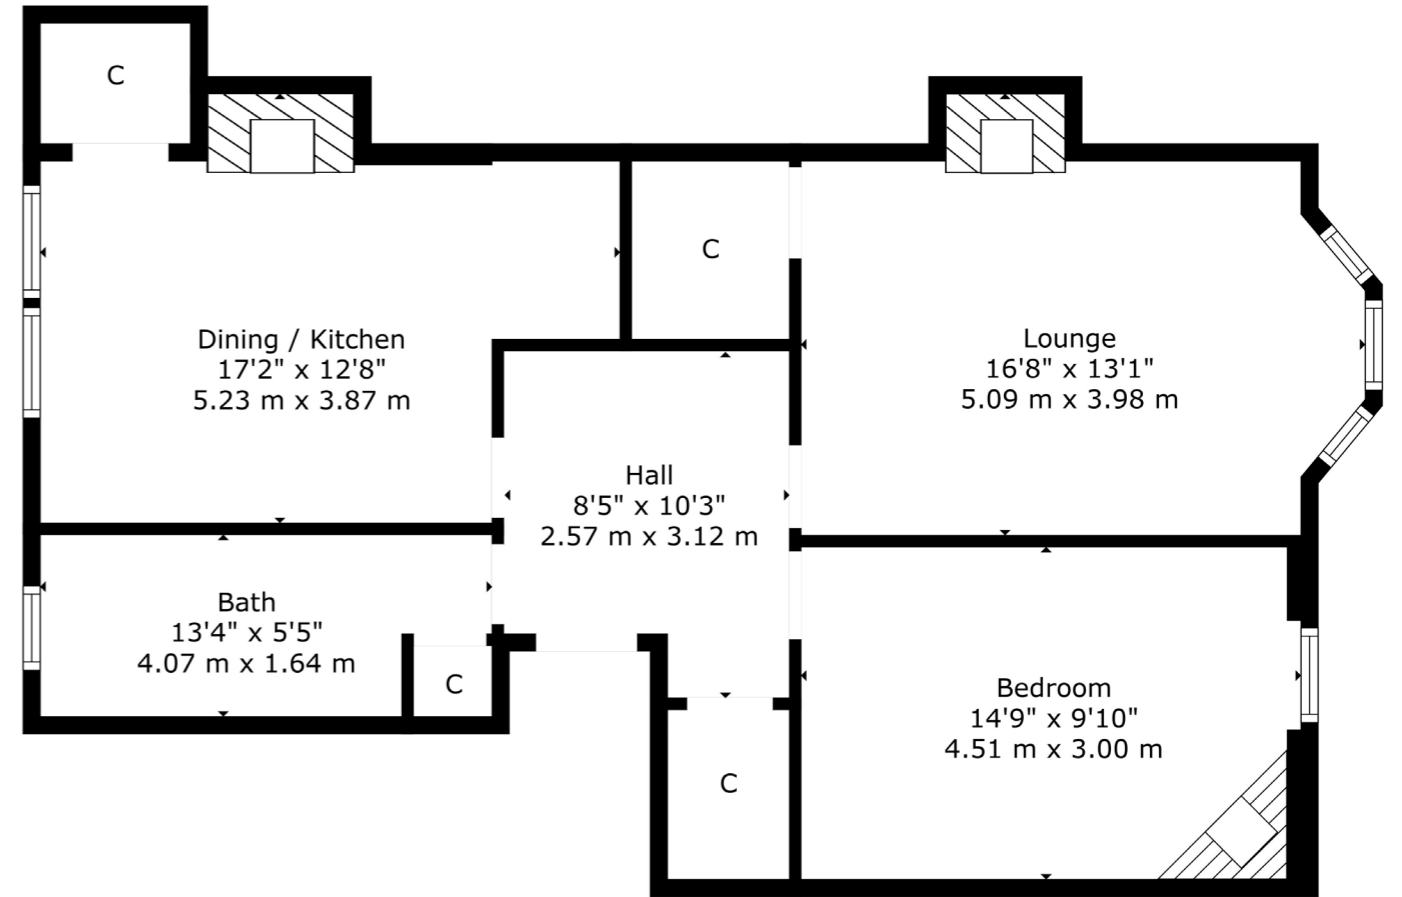 C
C
Dining / Kitchen
17'2" x 12'8"
5.23 m x 3.87 m
Lounge
16'8" x 13'1"
5.09 m x 3.98 m
Hall
8'5" x 10'3"
2.57 m x 3.12 m
Bath
13'4" x 5'5"
4.07 m x 1.64 m
C
Bedroom
14'9" x 9'10"
4.51 m x 3.00 m
C